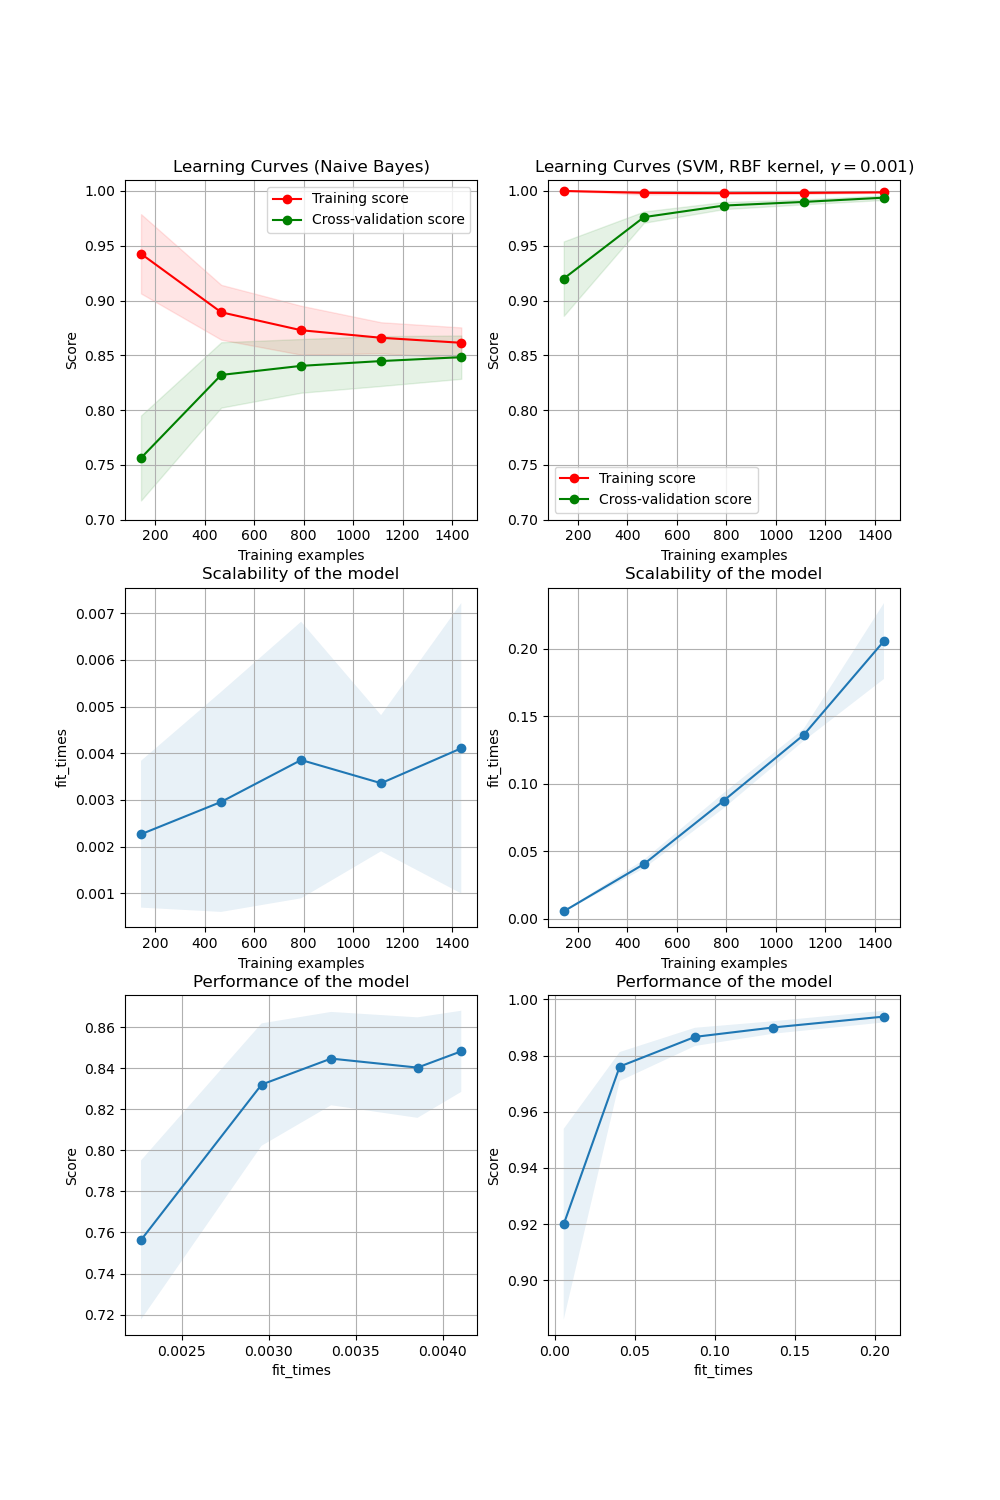 Learning Curves (Naive Bayes)
1.00
0.95
0.90
0.85
0.80
0.75
0.70
Score
Training score
Cross-validation score
200 400 600 800 1000 1200 1400
Training examples
Learning Curves (SVM, RBF kernel, γ = 0.001)
1.00
0.95
0.90
0.85
0.80
0.75
0.70
Score
Training score
Cross-validation score
200 400 600 800 1000 1200 1400
Training examples
Scalability of the model
0.007
0.006
0.005
0.004
0.003
0.002
0.001
fit_times
200 400 600 800 1000 1200 1400
Training examples
Scalability of the model
0.20
0.15
0.10
0.05
0.00
fit_times
200 400 600 800 1000 1200 1400
Training examples
Performance of the model
0.86
0.84
0.82
0.80
0.78
0.76
0.74
0.72
Score
0.0025 0.0030 0.0035 0.0040
fit_times
Performance of the model
1.00
0.98
0.96
0.94
0.92
0.90
Score
0.00 0.05 0.10 0.15 0.20
fit_times